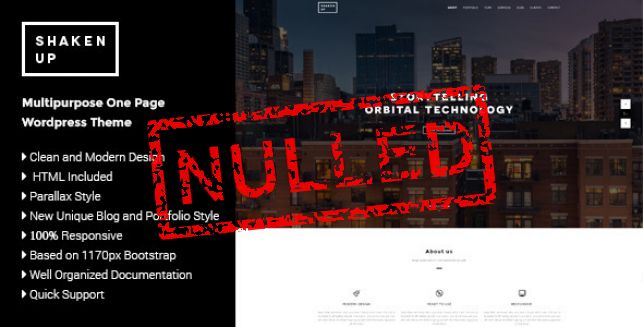 SHAKEN
UP
Multipurpose One Page
Wordpress Theme
Clean and Modern Design
HTML Included
Parallax Style
New Unique Blog and Portfolio Style
100% Responsive
Based on 1170px Bootstrap
Well Organized Documentation
Quick Support
SHAKEN
UP
STORYTELLING
ORBITAL TECHNOLOGY
NULLED
About us